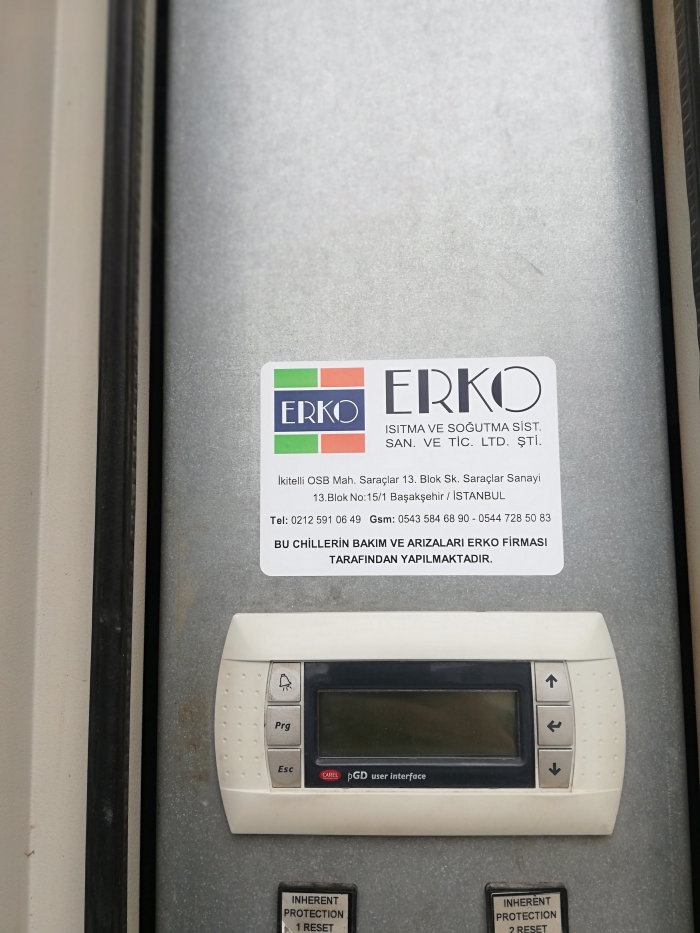 ERKO
ERKO
ISITMA VE SOĞUTMA SİST.
SAN. VE TİC. LTD. ŞTİ.
İkitelli OSB Mah. Saraçlar 13. Blok Sk. Saraçlar Sanayi
13.Blok No:15/1 Başakşehir / İSTANBUL
Tel: 0212 591 06 49 Gsm: 0543 584 68 90 - 0544 728 50 83
BU CHİLLERİN BAKIM VE ARIZALARI ERKO FİRMASI
TARAFINDAN YAPILMAKTADIR.
Prg
Esc
CAREL pGD user interface
INHERENT
PROTECTION
1 RESET
INHERENT
PROTECTION
2 RESET